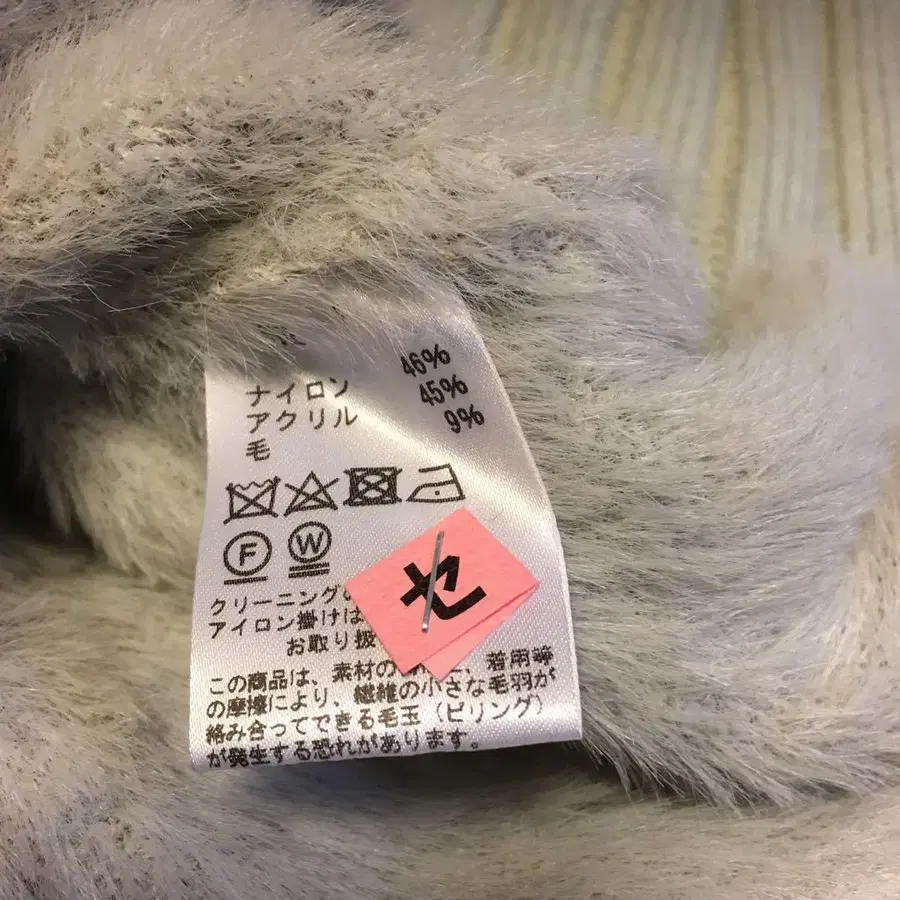 46%
ナイロン 45%
アクリル 9%
毛
F W
セ
クリーニング
アイロン掛けは
お取り扱
この商品は、素材の 着用時
の摩擦により、繊維の小さな毛羽が
絡み合ってできる毛玉（ピリング）
が発生する恐れがあります。